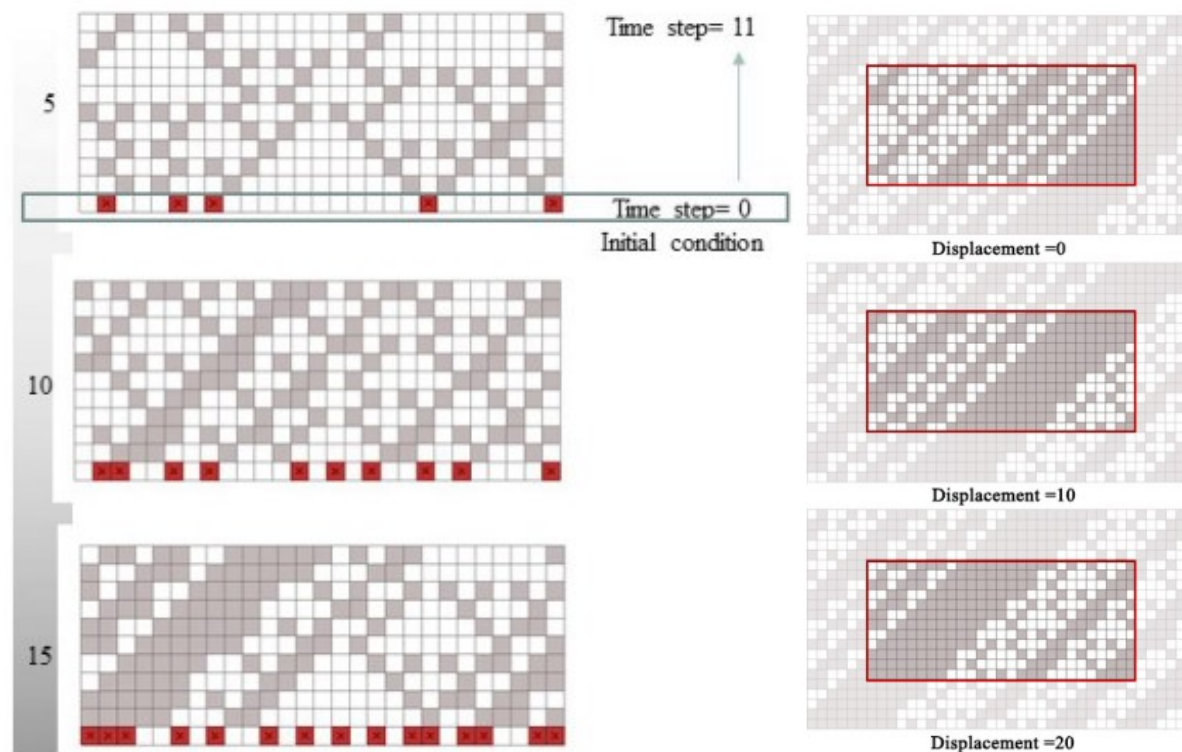 Time step= 11
5
Time step= 0
Initial condition
Displacement =0
10
Displacement =10
15
Displacement =20